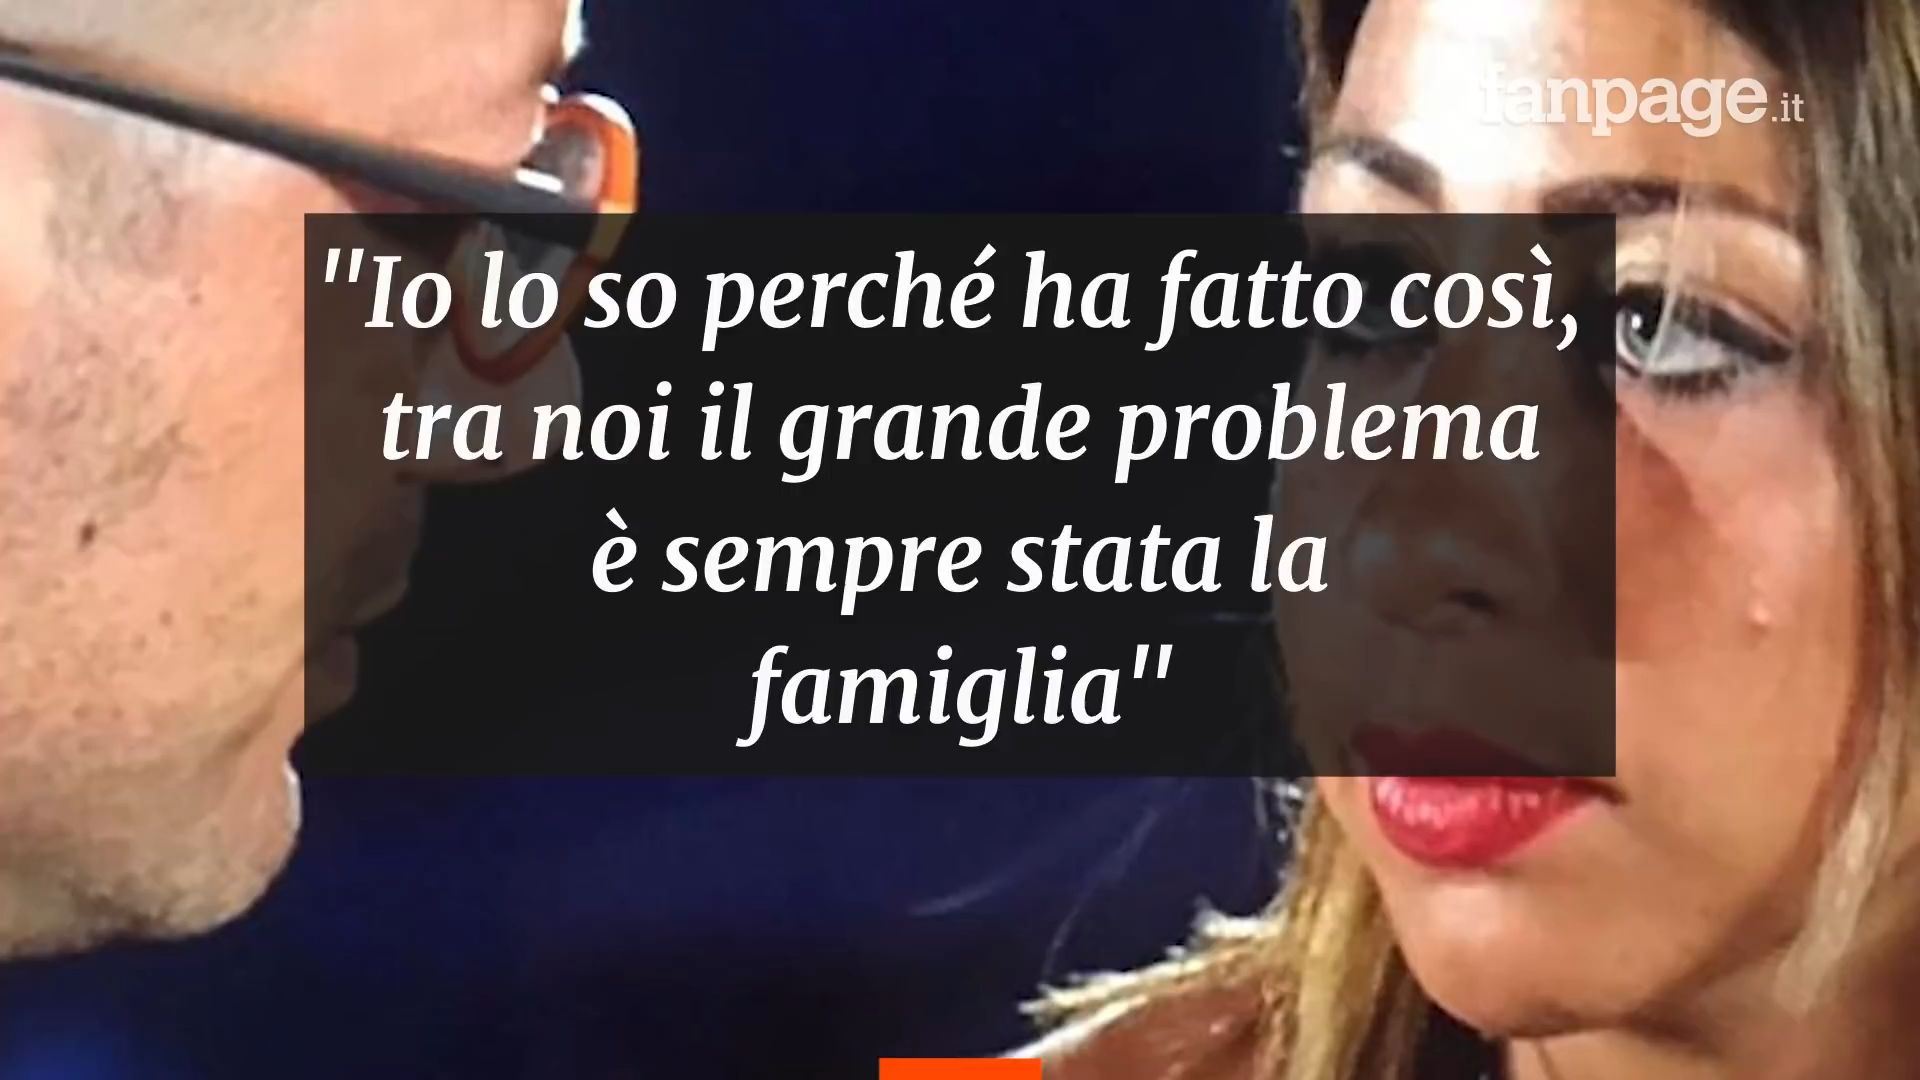 fanpage.it
"Io lo so perché ha fatto così,
tra noi il grande problema
è sempre stata la
famiglia"